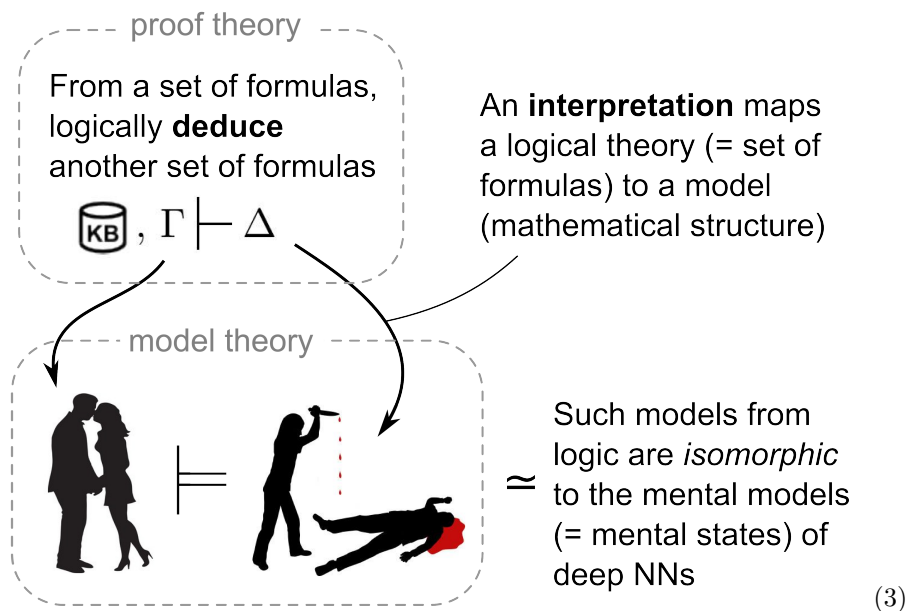 proof theory
From a set of formulas,
logically deduce
another set of formulas
KB , Γ ⊢ Δ
An interpretation maps
a logical theory (= set of
formulas) to a model
(mathematical structure)
model theory
⊨
≃
Such models from
logic are isomorphic
to the mental models
(= mental states) of
deep NNs
(3)